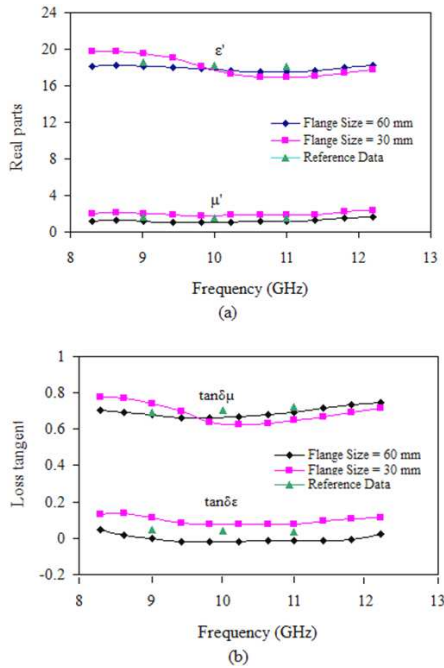 (a)
24
20
16
12
8
4
0
Real parts
ε'
Flange Size = 60 mm
Flange Size = 30 mm
Reference Data
μ'
7 8 9 10 11 12 13
Frequency (GHz)
(a)
1
0.8
0.6
0.4
0.2
0
-0.2
Loss tangent
tanδμ
Flange Size = 60 mm
Flange Size = 30 mm
Reference Data
tanδε
8 9 10 11 12 13
Frequency (GHz)
(b)